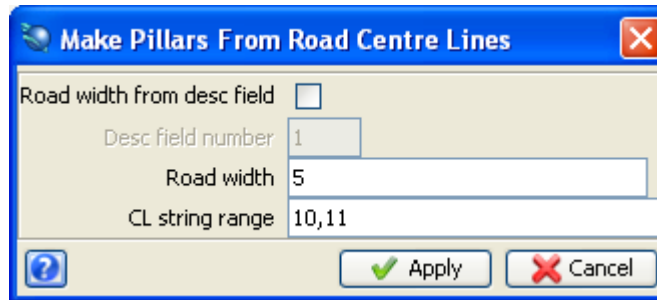 Make Pillars From Road Centre Lines
Road width from desc field
Desc field number 1
Road width 5
CL string range 10,11
? Apply Cancel